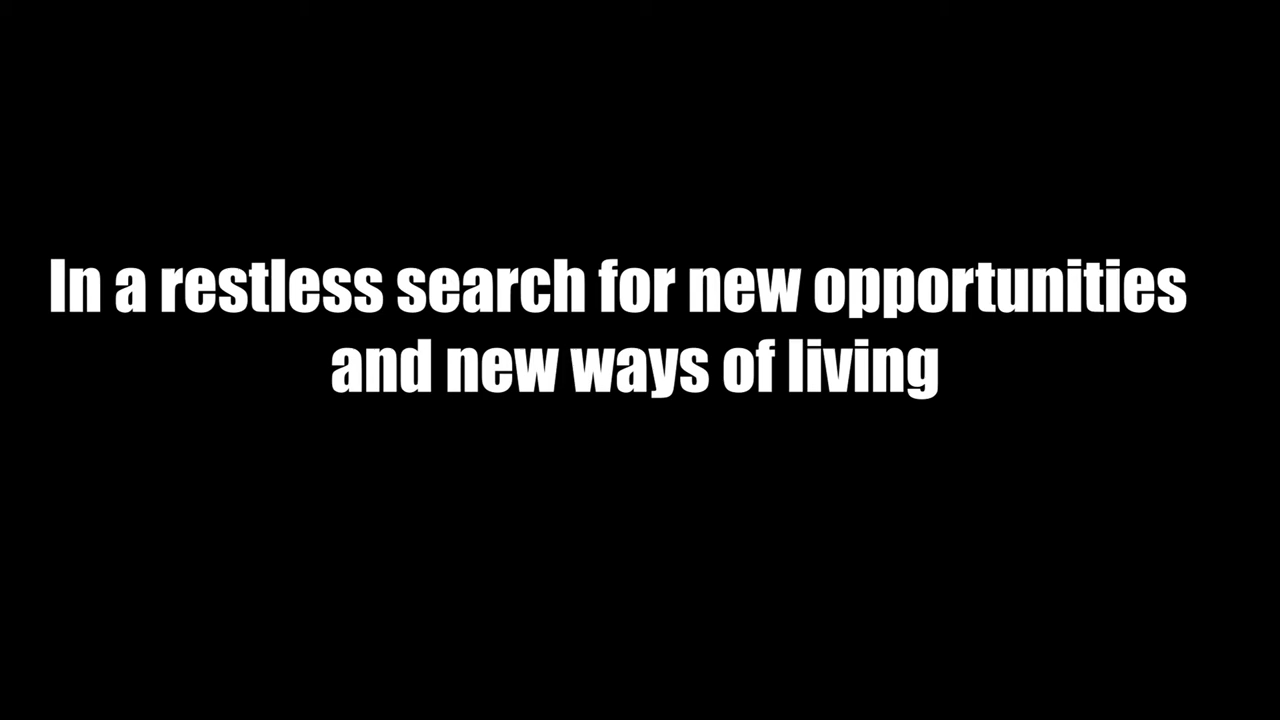 In a restless search for new opportunities
and new ways of living